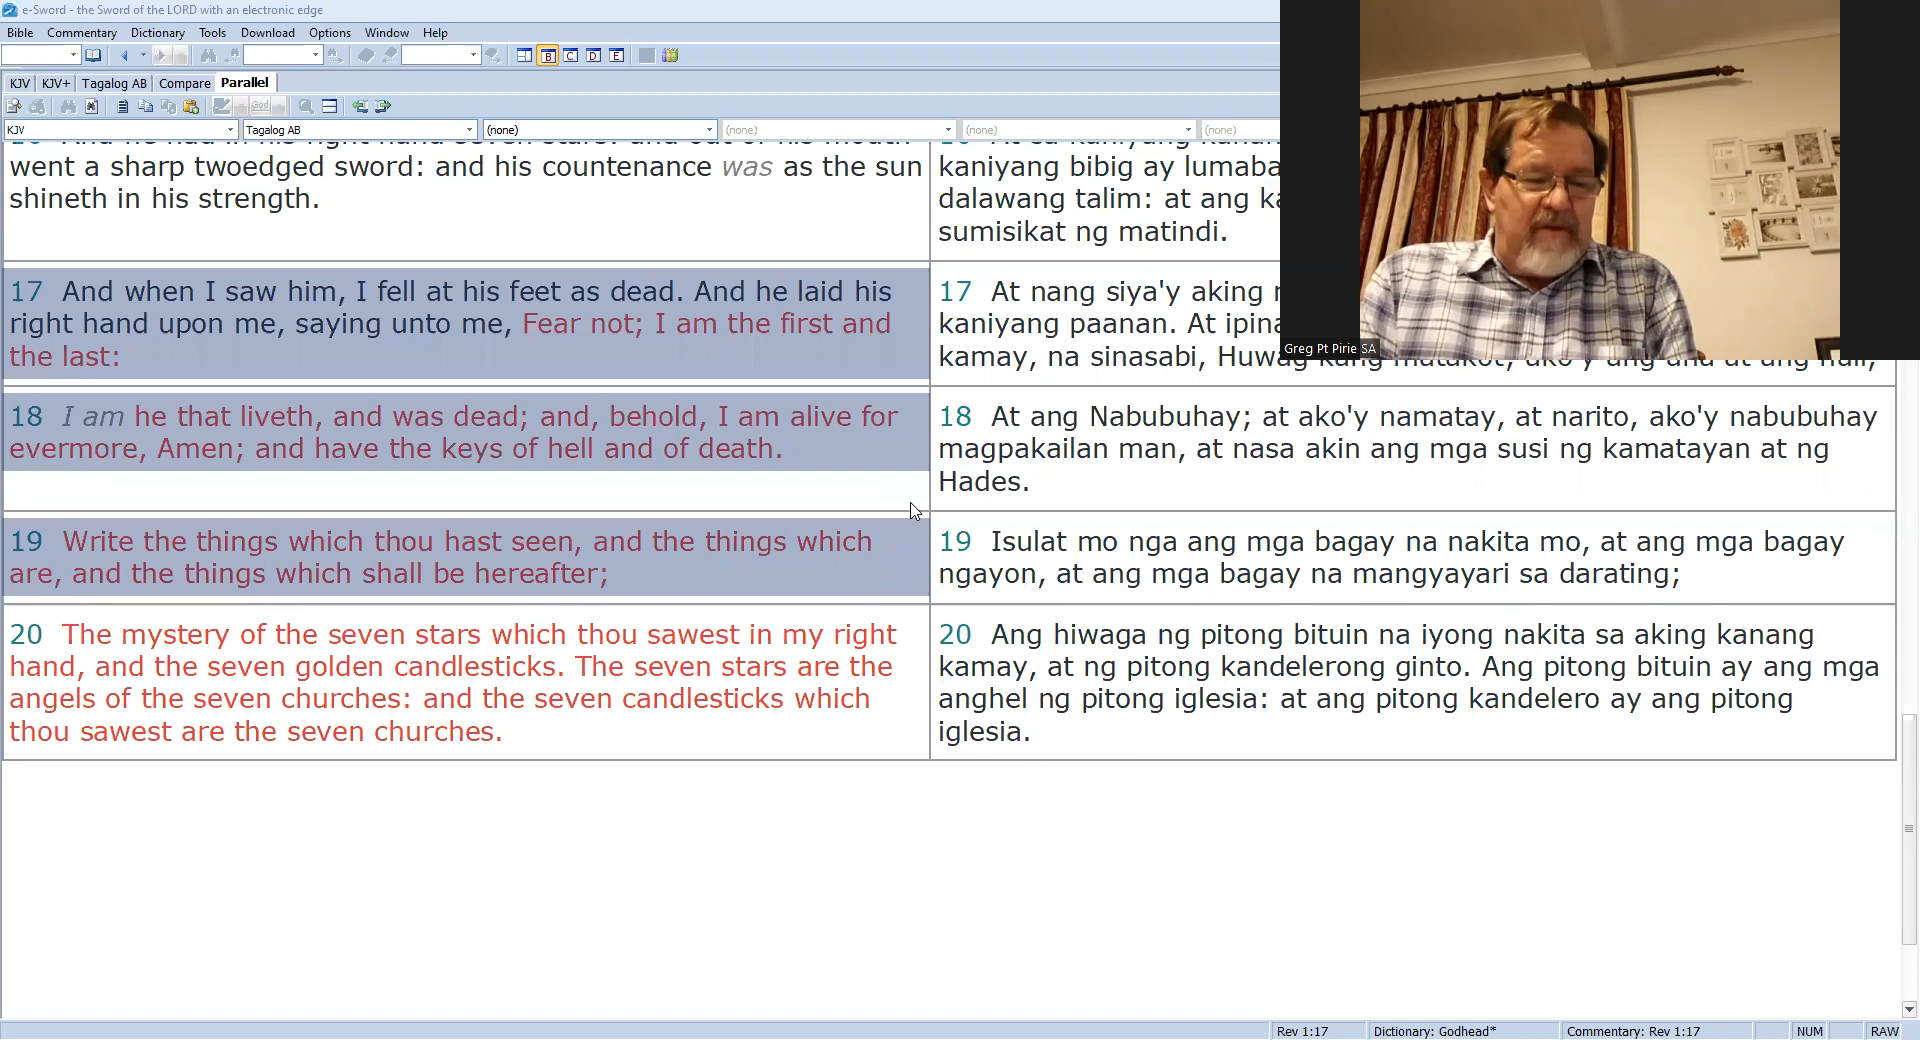 e-Sword - the Sword of the LORD with an electronic edge
Bible Commentary Dictionary Tools Download Options Window Help
B C D E
KJV KJV+ Tagalog AB Compare Parallel
God
KJV Tagalog AB (none) (none) (none) (none)
went a sharp twoedged sword: and his countenance was as the sun
shineth in his strength.
kaniyang bibig ay
dalawang talim: at ang
sumisikat ng matindi.
17 And when I saw him, I fell at his feet as dead. And he laid his
right hand upon me, saying unto me, Fear not; I am the first and
the last:
17 At nang siya'y aking
kaniyang paanan. At
kamay, na sinasabi, Huwag
18 I am he that liveth, and was dead; and, behold, I am alive for
evermore, Amen; and have the keys of hell and of death.
18 At ang Nabubuhay; at ako'y namatay, at narito, ako'y nabubuhay
magpakailan man, at nasa akin ang mga susi ng kamatayan at ng
Hades.
19 Write the things which thou hast seen, and the things which
are, and the things which shall be hereafter;
19 Isulat mo nga ang mga bagay na nakita mo, at ang mga bagay
ngayon, at ang mga bagay na mangyayari sa darating;
20 The mystery of the seven stars which thou sawest in my right
hand, and the seven golden candlesticks. The seven stars are the
angels of the seven churches: and the seven candlesticks which
thou sawest are the seven churches.
20 Ang hiwaga ng pitong bituin na iyong nakita sa aking kanang
kamay, at ng pitong kandelerong ginto. Ang pitong bituin ay ang mga
anghel ng pitong iglesia: at ang pitong kandelero ay ang pitong
iglesia.
Greg Pt Pirie SA
Rev 1:17 Dictionary: Godhead* Commentary: Rev 1:17 NUM RAW